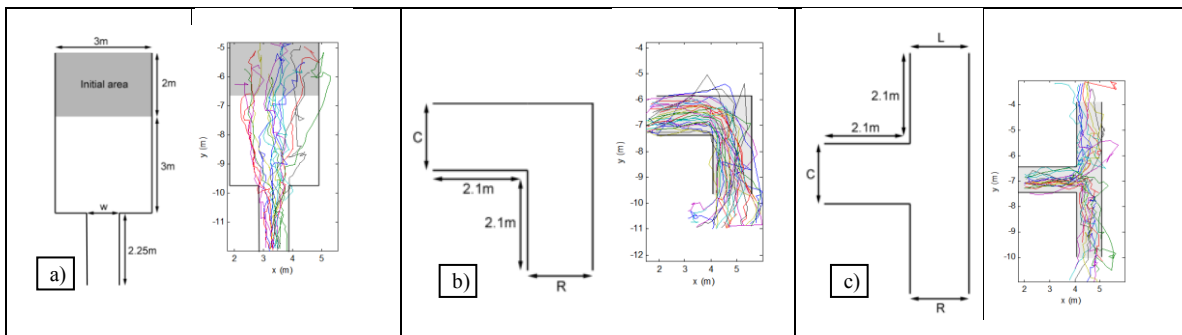 3m
Initial area
2m
3m
w
2.25m
a)
-5
-6
-7
-8
-9
-10
-11
y (m)
2 3 4 5
x (m)
C
2.1m
2.1m
R
b)
-4
-5
-6
-7
-8
-9
-10
-11
-12
y (m)
2 3 4 5
x (m)
L
2.1m
2.1m
C
R
c)
-4
-5
-6
-7
-8
-9
-10
y (m)
2 3 4 5
x (m)